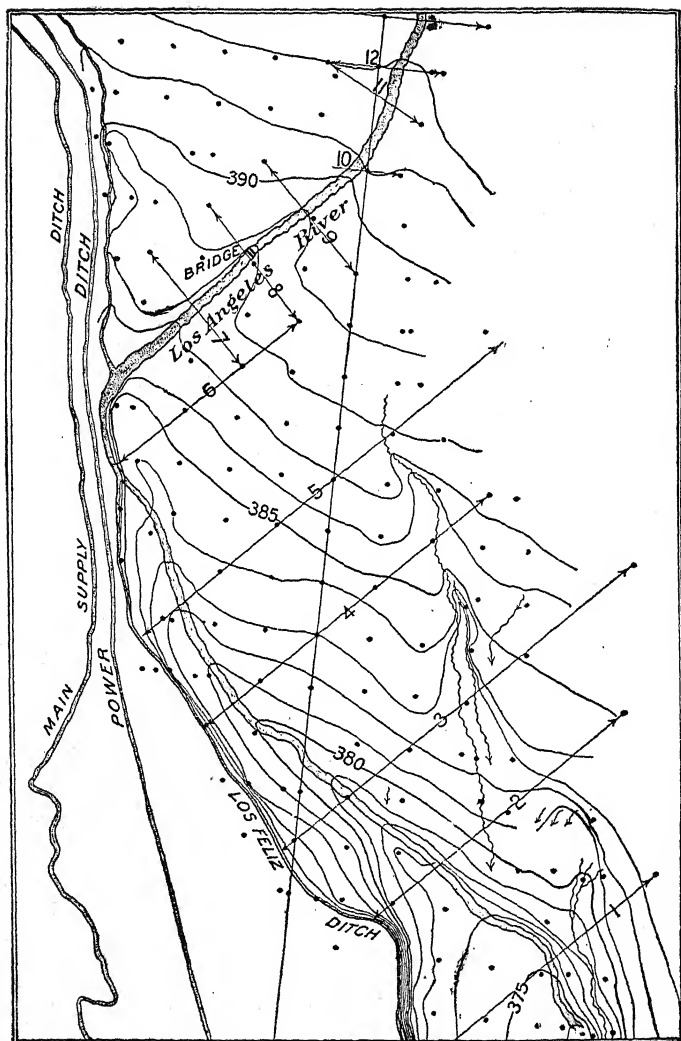 12
11
10
390
DITCH
DITCH
BRIDGE
Los Angeles River
9
8
7
6
5
385
SUPPLY
4
MAIN
POWER
3
380
2
LOS FELIZ
DITCH
1
375